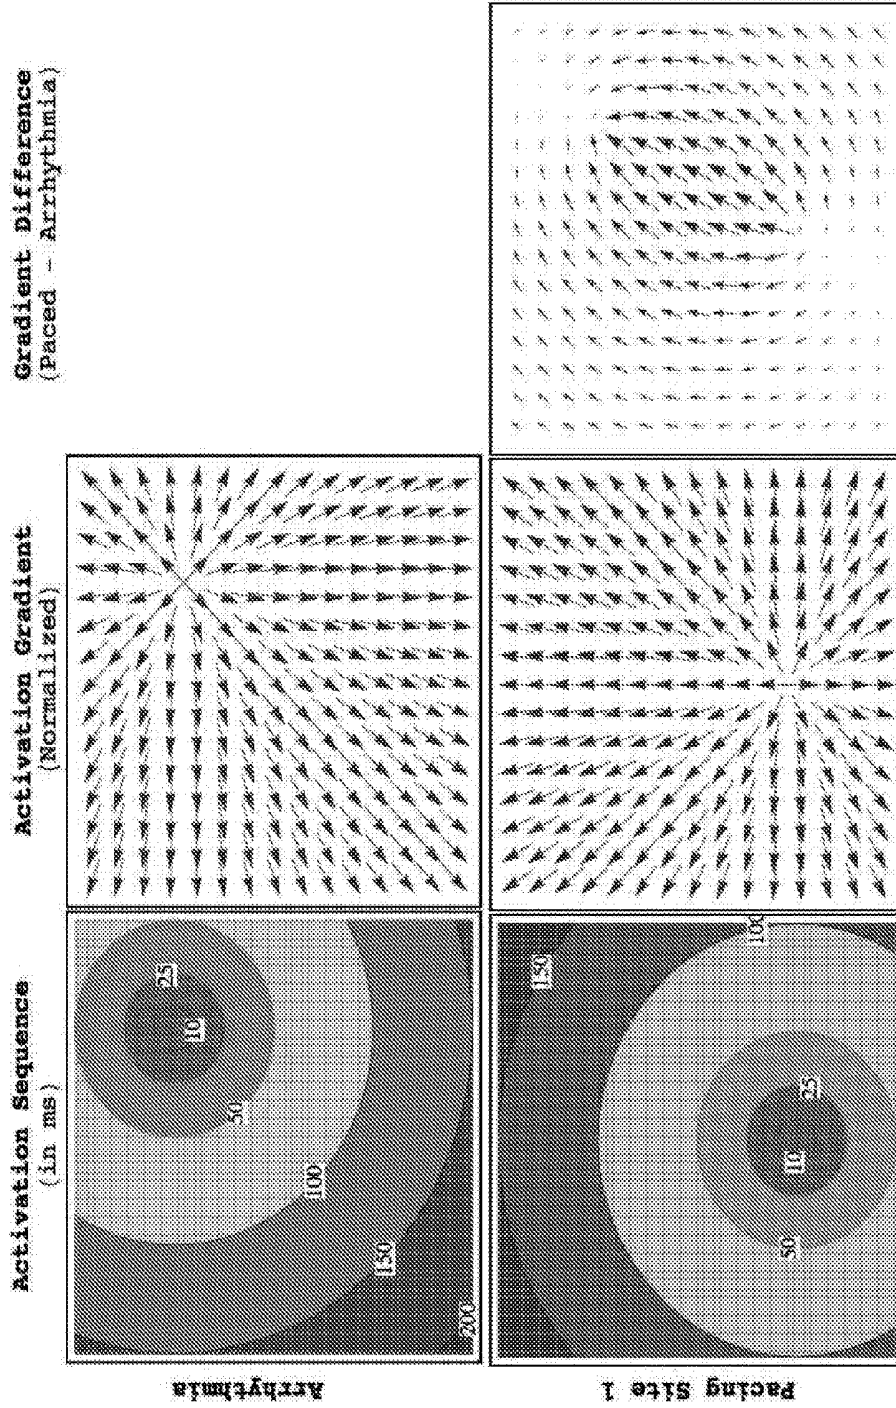 Activation Sequence
(in ms)
Activation Gradient
(Normalized)
Gradient Difference
(Paced - Arrhythmia)
Arrhythmia
10
25
50
100
150
200
Pacing Site 1
10
25
50
100
150